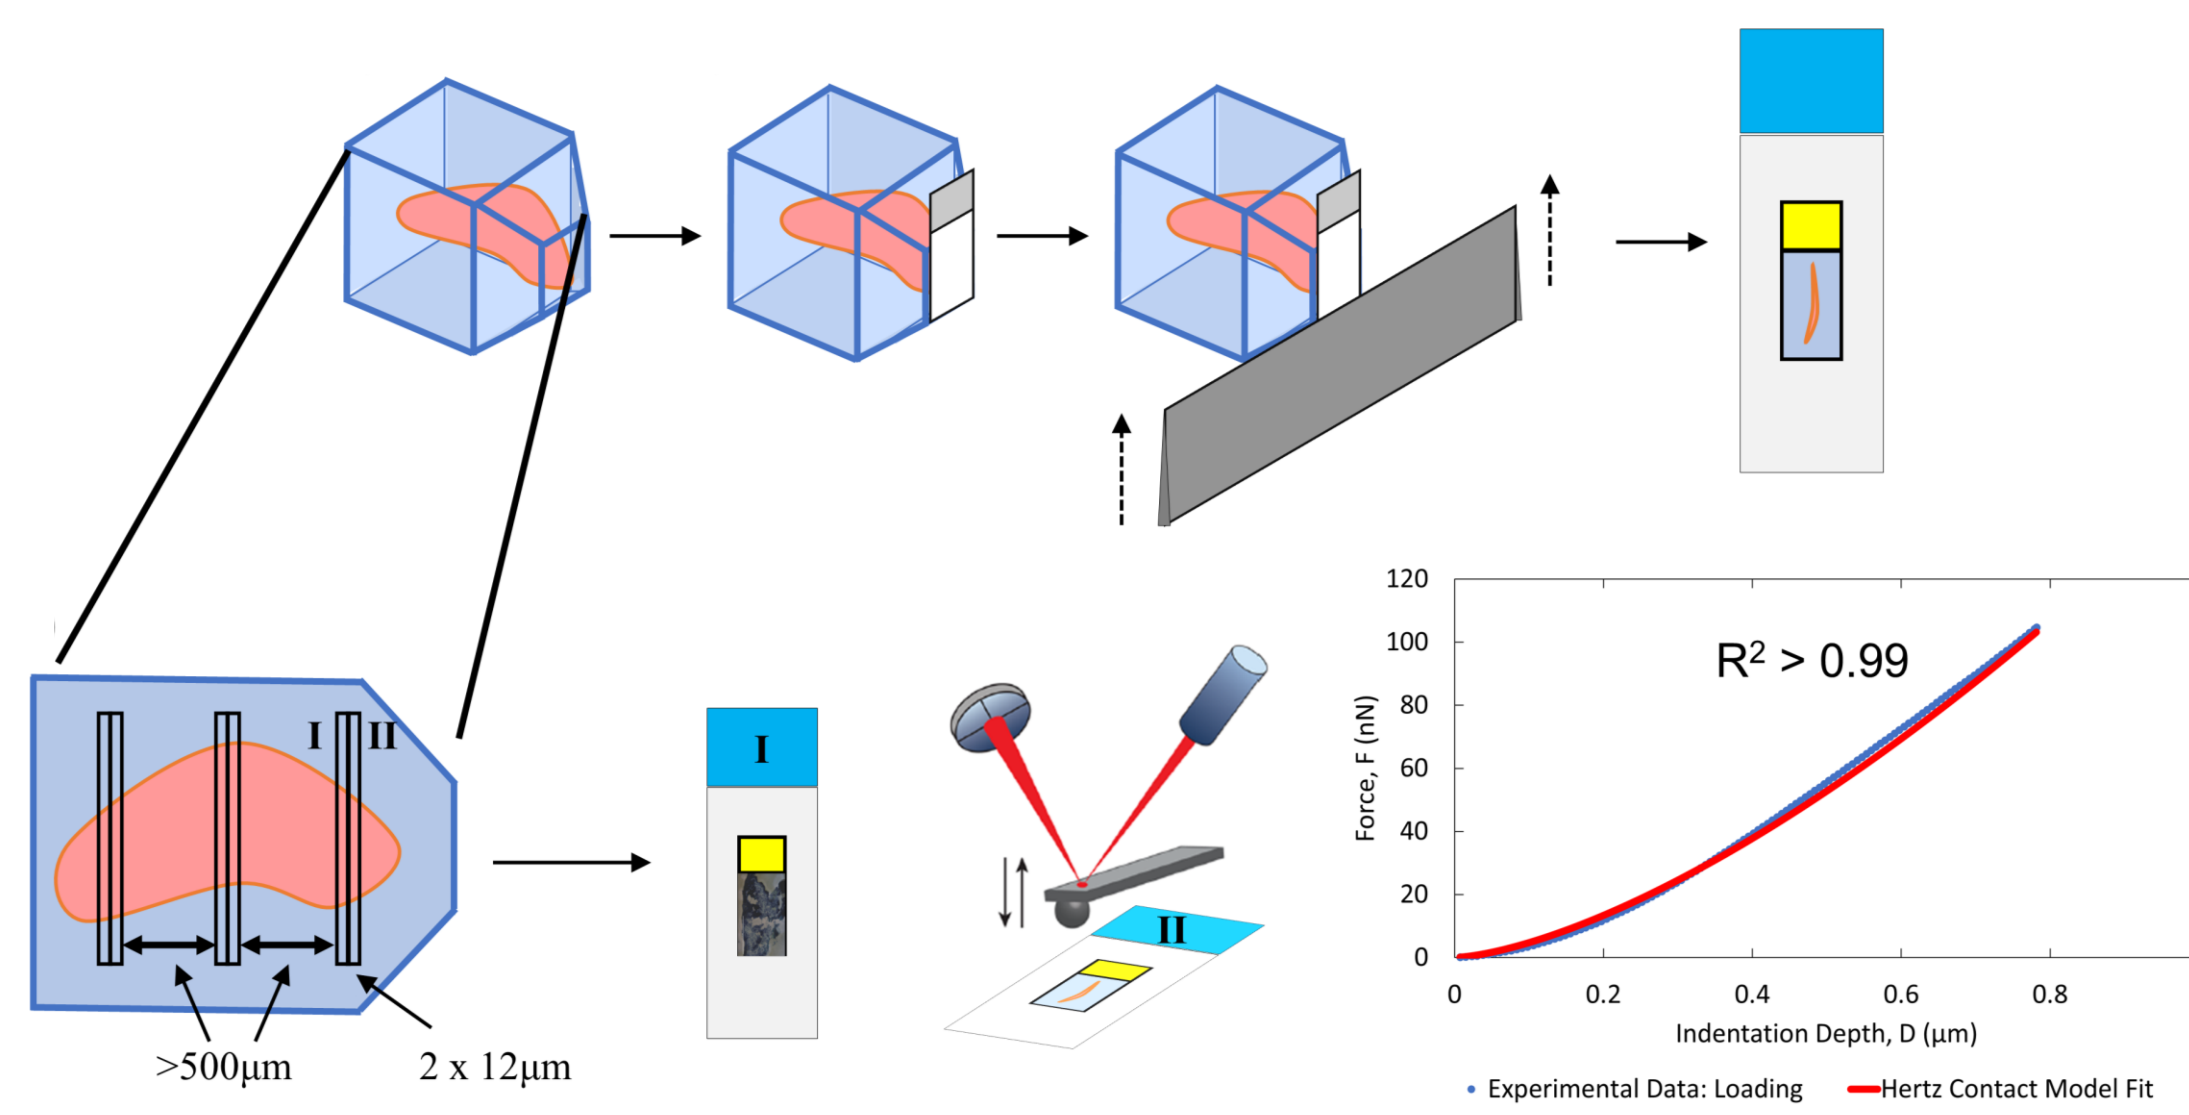 I
II
>500μm
2 x 12μm
I
II
120
100
80
60
40
20
0
Force, F (nN)
R² > 0.99
0 0.2 0.4 0.6 0.8
Indentation Depth, D (μm)
Experimental Data: Loading
Hertz Contact Model Fit